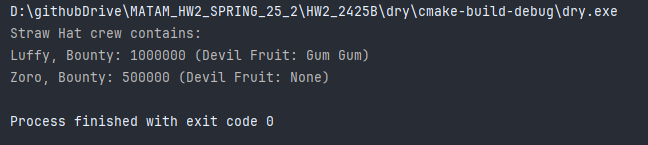 D:\githubDrive\MATAM_HW2_SPRING_25_2\HW2_2425B\dry\cmake-build-debug\dry.exe
Straw Hat crew contains:
Luffy, Bounty: 1000000 (Devil Fruit: Gum Gum)
Zoro, Bounty: 500000 (Devil Fruit: None)
Process finished with exit code 0